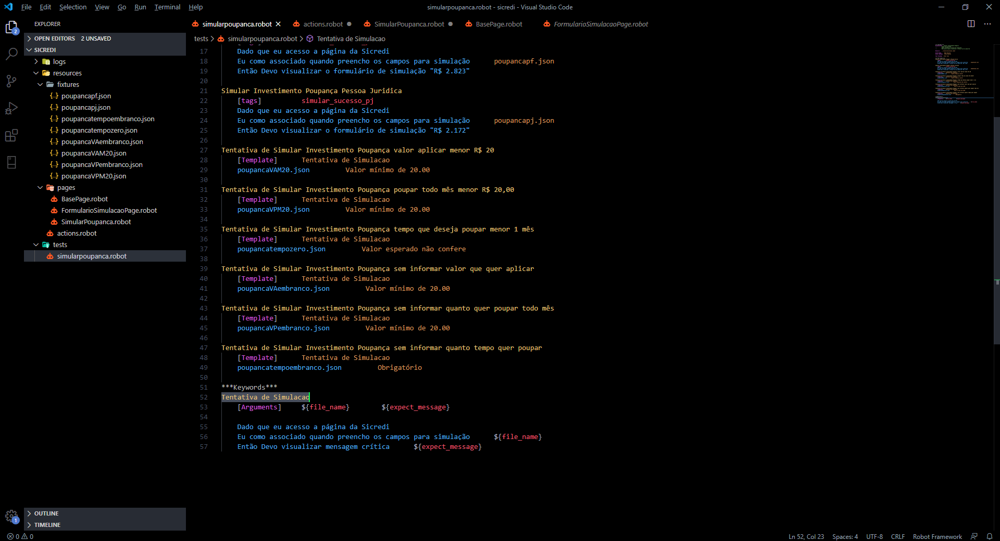 File Edit Selection View Go Run Terminal Help
simularpoupanca.robot - sicredi - Visual Studio Code
EXPLORER
OPEN EDITORS 2 UNSAVED
SICREDI
logs
resources
fixtures
poupancapf.json
poupancapj.json
poupancatempoembranco.json
poupancatempozero.json
poupancaVAembranco.json
poupancaVAM20.json
poupancaVPembranco.json
poupancaVPM20.json
pages
BasePage.robot
FormularioSimulacaoPage.robot
SimularPoupanca.robot
actions.robot
tests
simularpoupanca.robot
OUTLINE
TIMELINE
2
1
simularpoupanca.robot actions.robot SimularPoupanca.robot BasePage.robot FormularioSimulacaoPage.robot
tests > simularpoupanca.robot > Tentativa de Simulacao
17 Dado que eu acesso a página da Sicredi
18 Eu como associado quando preencho os campos para simulação poupancapf.json
19 Então Devo visualizar o formulário de simulação "R$ 2.823"
20
21 Simular Investimento Poupança Pessoa Juridica
22 [tags] simular_sucesso_pj
23 Dado que eu acesso a página da Sicredi
24 Eu como associado quando preencho os campos para simulação poupancapj.json
25 Então Devo visualizar o formulário de simulação "R$ 2.172"
26
27 Tentativa de Simular Investimento Poupança valor aplicar menor R$ 20
28 [Template] Tentativa de Simulacao
29 poupancaVAM20.json Valor mínimo de 20.00
30
31 Tentativa de Simular Investimento Poupança poupar todo mês menor R$ 20,00
32 [Template] Tentativa de Simulacao
33 poupancaVPM20.json Valor mínimo de 20.00
34
35 Tentativa de Simular Investimento Poupança tempo que deseja poupar menor 1 mês
36 [Template] Tentativa de Simulacao
37 poupancatempozero.json Valor esperado não confere
38
39 Tentativa de Simular Investimento Poupança sem informar valor que quer aplicar
40 [Template] Tentativa de Simulacao
41 poupancaVAembranco.json Valor mínimo de 20.00
42
43 Tentativa de Simular Investimento Poupança sem informar quanto quer poupar todo mês
44 [Template] Tentativa de Simulacao
45 poupancaVPembranco.json Valor mínimo de 20.00
46
47 Tentativa de Simular Investimento Poupança sem informar quanto tempo quer poupar
48 [Template] Tentativa de Simulacao
49 poupancatempoembranco.json Obrigatório
50
51 ***Keywords***
52 Tentativa de Simulacao
53 [Arguments] ${file_name} ${expect_message}
54
55 Dado que eu acesso a página da Sicredi
56 Eu como associado quando preencho os campos para simulação ${file_name}
57 Então Devo visualizar mensagem crítica ${expect_message}
0 0
Ln 52, Col 23 Spaces: 4 UTF-8 CRLF Robot Framework